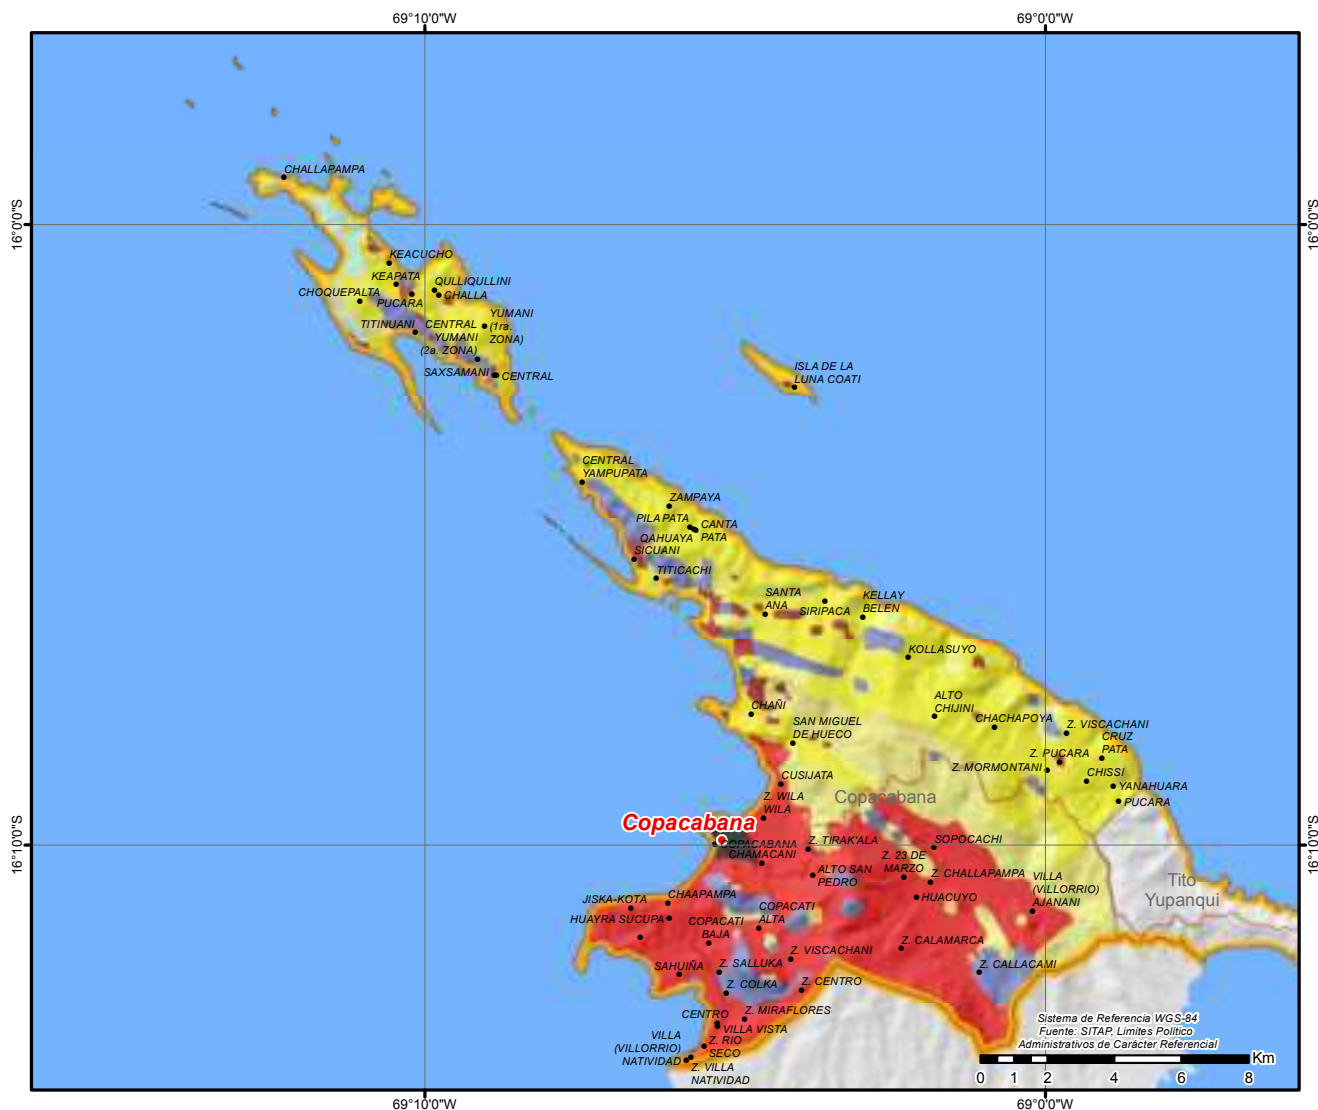 69°10'0"W
69°0'0"W
CHALLAPAMPA
16°0'0"S
16°0'0"S
KEACUCHO
KEAPATA
QULLIQULLINI
CHOQUEPALTA
PUCARA
CHALLA
TITINUANI
CENTRAL
YUMANI
(2a. ZONA)
YUMANI
(1ra.
ZONA)
SAXSAMANI
CENTRAL
ISLA DE LA
LUNA COATI
CENTRAL
YAMPUPATA
ZAMPAYA
PILAPATA
CANTA
PATA
QAHUAYA
SICUANI
TITICACHI
SANTA
ANA
SIRIPACA
KELLAY
BELEN
KOLLASUYO
CHAÑI
ALTO
CHIJINI
SAN MIGUEL
DE HUECO
CHACHAPOYA
Z. VISCACHANI
CRUZ
PATA
Z. PUCARA
Z. MORMONTANI
CHISSI
YANAHUARA
PUCARA
CUSIJATA
Z. WILA
WILA
Copacabana
Copacabana
COPACABANA
CHAMACANI
Z. TIRAK'ALA
SOPOCACHI
16°10'0"S
16°10'0"S
ALTO SAN
PEDRO
Z. 23 DE
MARZO
Z. CHALLAPAMPA
HUACUYO
VILLA
(VILLORRIO)
AJANANI
Tito
Yupanqui
JISKA-KOTA
CHAAPAMPA
HUAYRA SUCUPA
COPACATI
BAJA
COPACATI
ALTA
Z. CALAMARCA
Z. VISCACHANI
SAHUIÑA
Z. SALLUKA
Z. CALLACAMI
Z. COLKA
Z. CENTRO
CENTRO
Z. MIRAFLORES
VILLA VISTA
VILLA
(VILLORRIO)
NATIVIDAD
Z. RIO
SECO
Z. VILLA
NATIVIDAD
Sistema de Referencia WGS-84
Fuente: SITAP, Limites Político
Administrativos de Carácter Referencial
Km
0 1 2 4 6 8
69°10'0"W
69°0'0"W